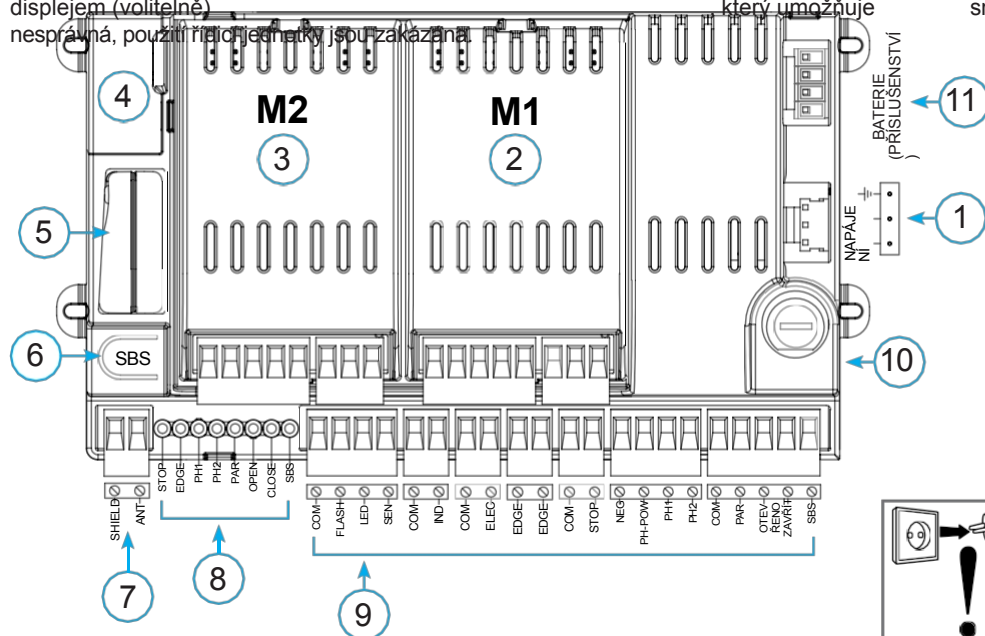 displejem (volitelně)
který umožňuje
nesprávná, použití řídicí jednotky jsou zakázána.
4
M2
3
M1
2
BATERIE
(PŘÍSLUŠENSTVÍ
)
11
5
NAPÁJE
NÍ
1
6
SBS
10
SHIELD
ANT
STOP
EDGE
PH1
PH2
PAR
OPEN
CLOSE
SBS
COM
FLASH
LED
SEN
COM
IND
COM
ELEC
EDGE
EDGE
COM
STOP
NEG
PH-POW
PH1
PH2
COM
PAR
OTEV
ŘENO
ZAVŘÍT
SBS
7
8
9